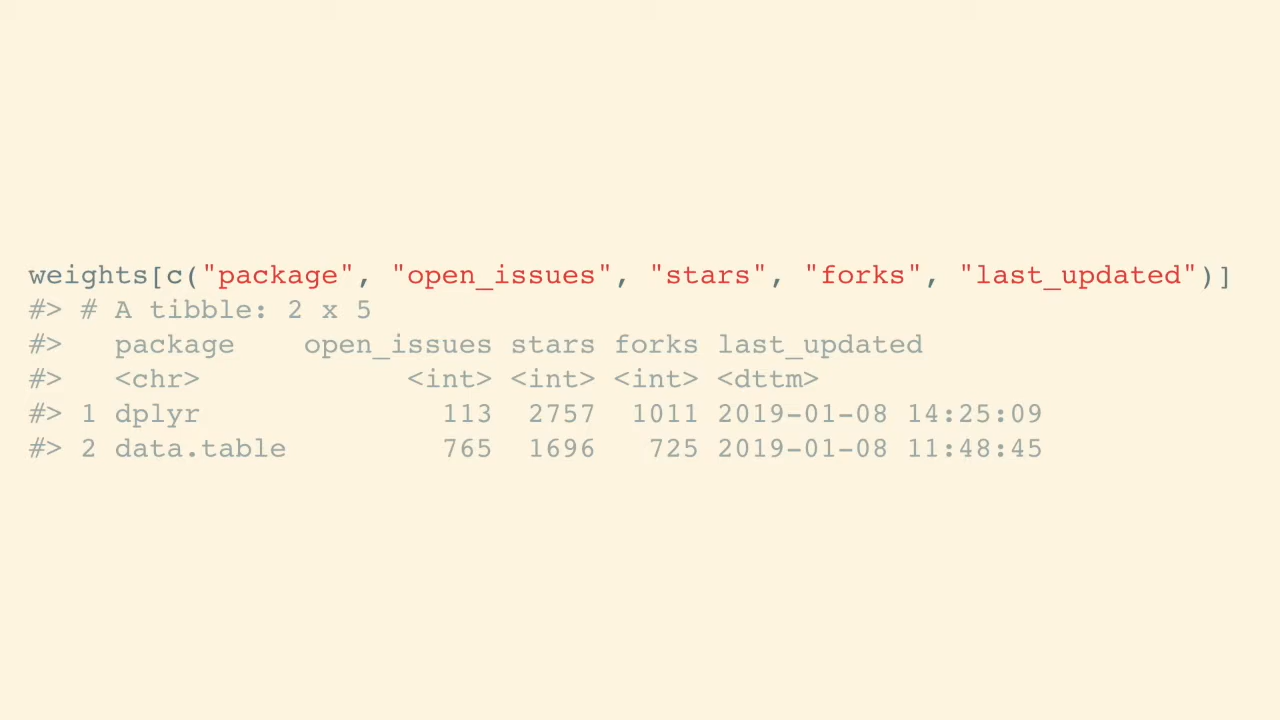 weights[c("package", "open_issues", "stars", "forks", "last_updated")]
#> # A tibble: 2 x 5
#>   package    open_issues stars forks last_updated
#>   <chr>            <int> <int> <int> <dttm>
#> 1 dplyr              113  2757  1011 2019-01-08 14:25:09
#> 2 data.table         765  1696   725 2019-01-08 11:48:45